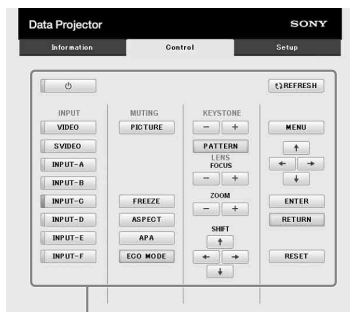 Data Projector
SONY
Information
Control
Setup
REFRESH
INPUT
MUTING
KEYSTONE
VIDEO
PICTURE
- +
MENU
SVIDEO
PATTERN
LENS
INPUT-A
FOCUS
INPUT-B
- +
ZOOM
INPUT-C
FREEZE
- +
ENTER
INPUT-D
ASPECT
RETURN
SHIFT
INPUT-E
APA
INPUT-F
ECO MODE
RESET